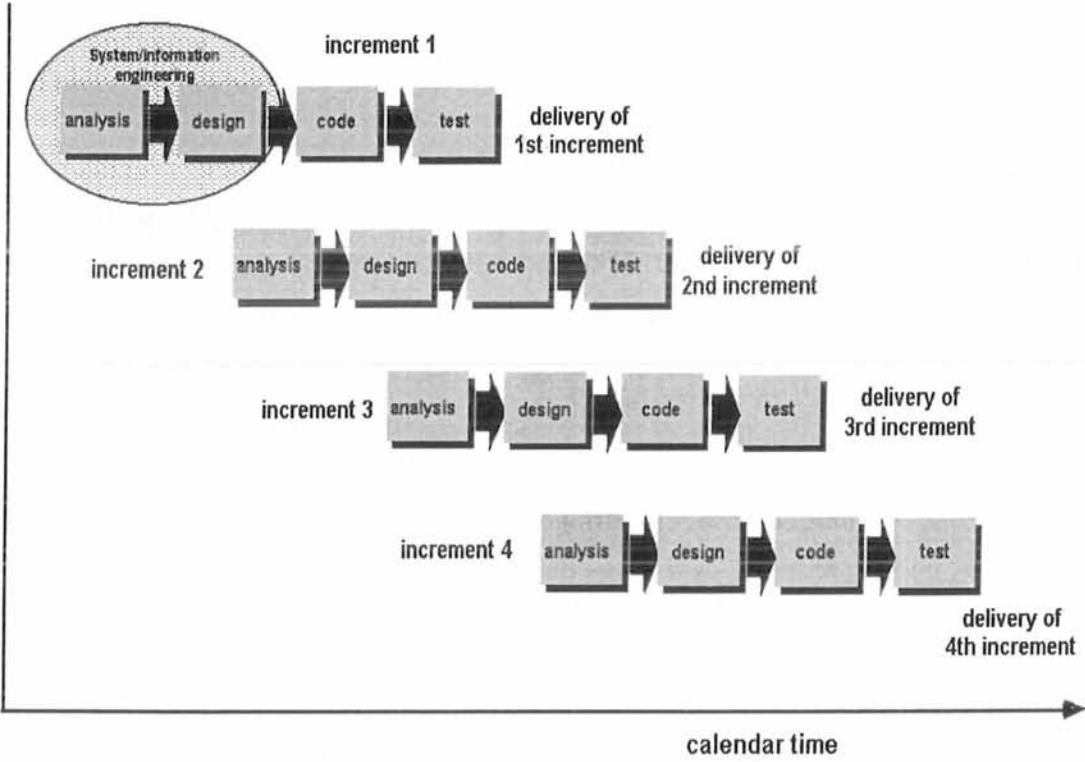 System/information
engineering
increment 1
analysis
design
code
test
delivery of
1st increment
increment 2
analysis
design
code
test
delivery of
2nd increment
increment 3
analysis
design
code
test
delivery of
3rd increment
increment 4
analysis
design
code
test
delivery of
4th increment
calendar time